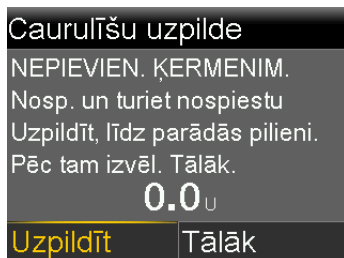 Caurulīšu uzpilde
NEPIEVIEN. ĶERMENIM.
Nosp. un turiet nospiestu
Uzpildīt, līdz parādās pilieni.
Pēc tam izvēl. Tālāk.
0.0 U
Uzpildīt Tālāk